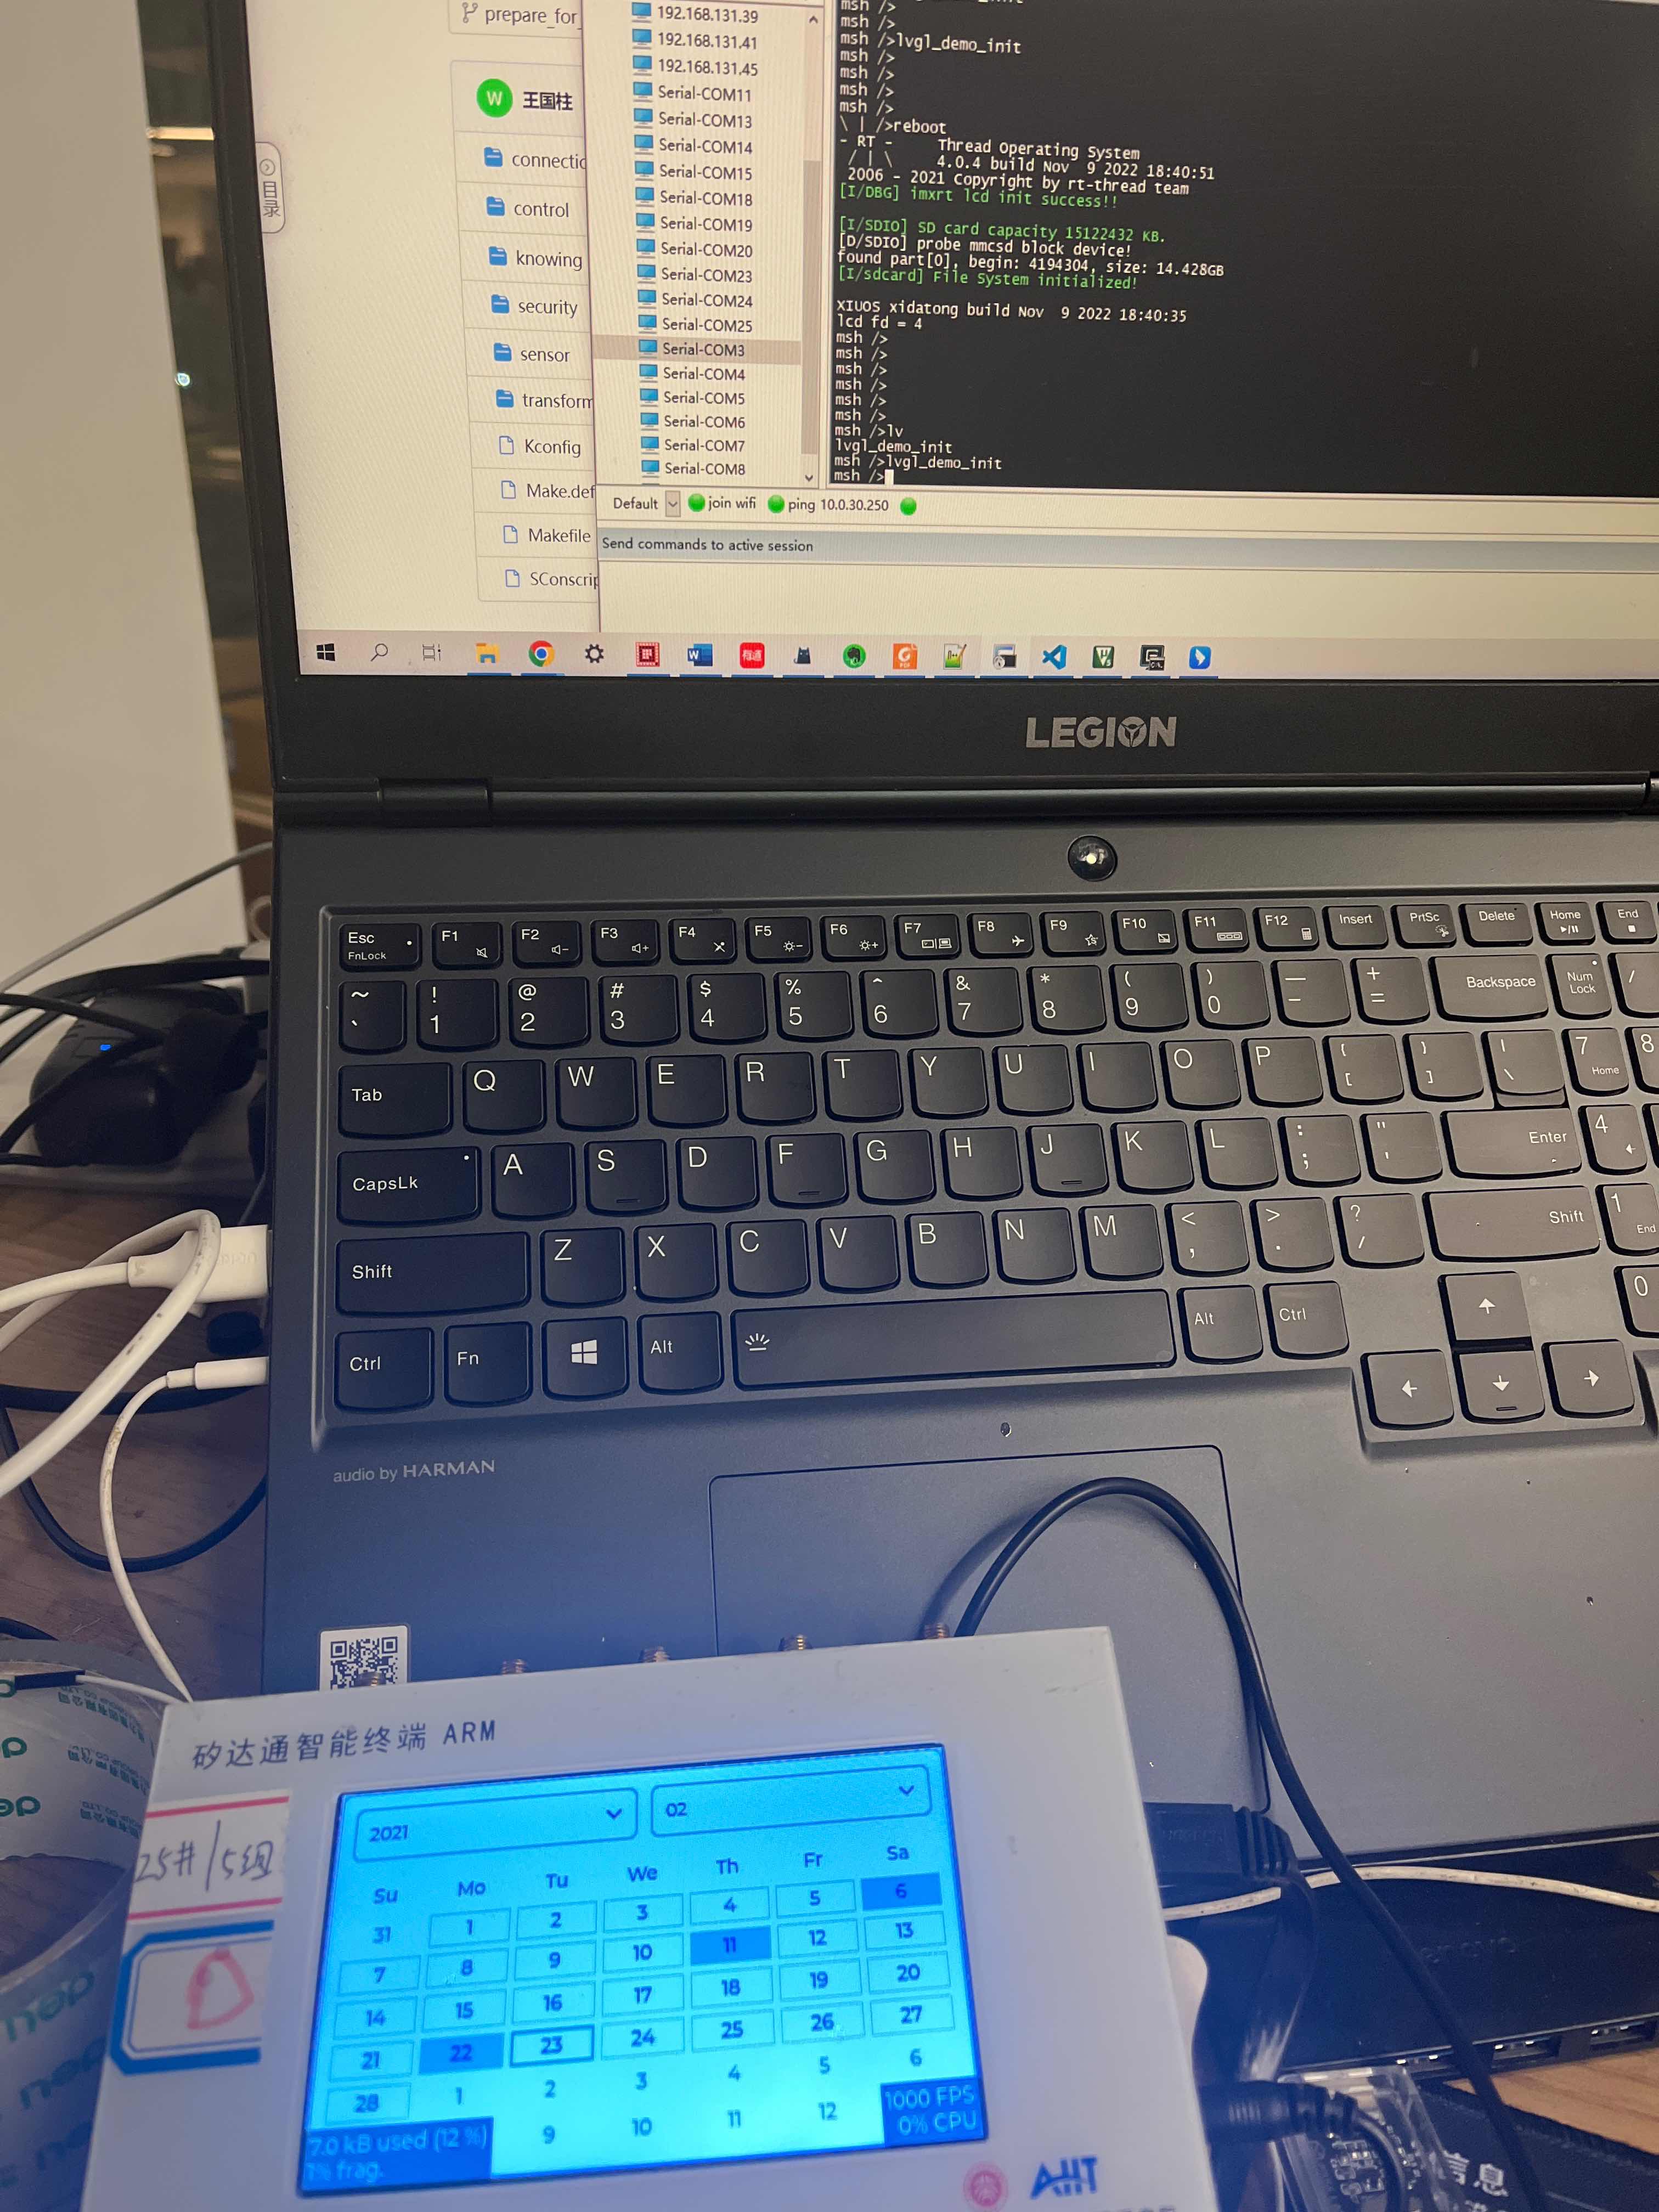 prepare_for_
王国柱
W
目录
connectio
control
knowing
security
sensor
transform
Kconfig
Make.def
Makefile
SConscrip
192.168.131.39
192.168.131.41
192.168.131.45
Serial-COM11
Serial-COM13
Serial-COM14
Serial-COM15
Serial-COM18
Serial-COM19
Serial-COM20
Serial-COM23
Serial-COM24
Serial-COM25
Serial-COM3
Serial-COM4
Serial-COM5
Serial-COM6
Serial-COM7
Serial-COM8
msh />
msh />
msh />lvgl_demo_init
msh />
msh />
msh />
msh />
\ | />reboot
- RT - Thread Operating System
/ | \ 4.0.4 build Nov 9 2022 18:40:51
2006 - 2021 Copyright by rt-thread team
[I/DBG] imxrt lcd init success!!
[I/SDIO] SD card capacity 15122432 KB.
[D/SDIO] probe mmcsd block device!
found part[0], begin: 4194304, size: 14.428GB
[I/sdcard] File System initialized!
XIUOS xidatong build Nov 9 2022 18:40:35
lcd fd = 4
msh />
msh />
msh />
msh />
msh />
msh />
msh />lv
lvgl_demo_init
msh />lvgl_demo_init
msh />
Default join wifi ping 10.0.30.250
Send commands to active session
LEGION
Esc F1 F2 F3 F4 F5 F6 F7 F8 F9 F10 F11 F12 Insert PrtSc Delete Home End
FnLock
~ ! @ # $ % ^ & * ( ) — + Backspace Num Lock /
` 1 2 3 4 5 6 7 8 9 0 - =
Tab Q W E R T Y U I O P { [ } ] | \ 7 Home 8
CapsLk A S D F G H J K L : ; " ' Enter 4
Shift Z X C V B N M < , > . ? / Shift 1 End
Ctrl Fn Alt Alt Ctrl 0
audio by HARMAN
矽达通智能终端 ARM
25井/5组
2021 02
Su Mo Tu We Th Fr Sa
31 1 2 3 4 5 6
7 8 9 10 11 12 13
14 15 16 17 18 19 20
21 22 23 24 25 26 27
28 1 2 3 4 5 6
9 10 11 12
7.0 kB used (12 %)
1% frag.
1000 FPS
0% CPU
AIIT
信息